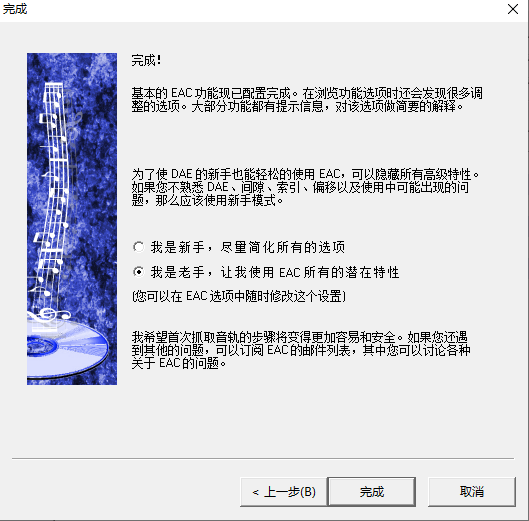 完成
完成!
基本的 EAC 功能现已配置完成。在浏览功能选项时还会发现很多调
整的选项。大部分功能都有提示信息，对该选项做简要的解释。
为了使 DAE 的新手也能轻松的使用 EAC，可以隐藏所有高级特性。
如果您不熟悉 DAE、间隙、索引、偏移以及使用中可能出现的问
题，那么应该使用新手模式。
我是新手，尽量简化所有的选项
我是老手，让我使用 EAC 所有的潜在特性
(您可以在 EAC 选项中随时修改这个设置)
我希望首次抓取音轨的步骤将变得更加容易和安全。如果您还遇
到其他的问题，可以订阅 EAC 的邮件列表，其中您可以讨论各种
关于 EAC 的问题。
< 上一步(B) 完成 取消